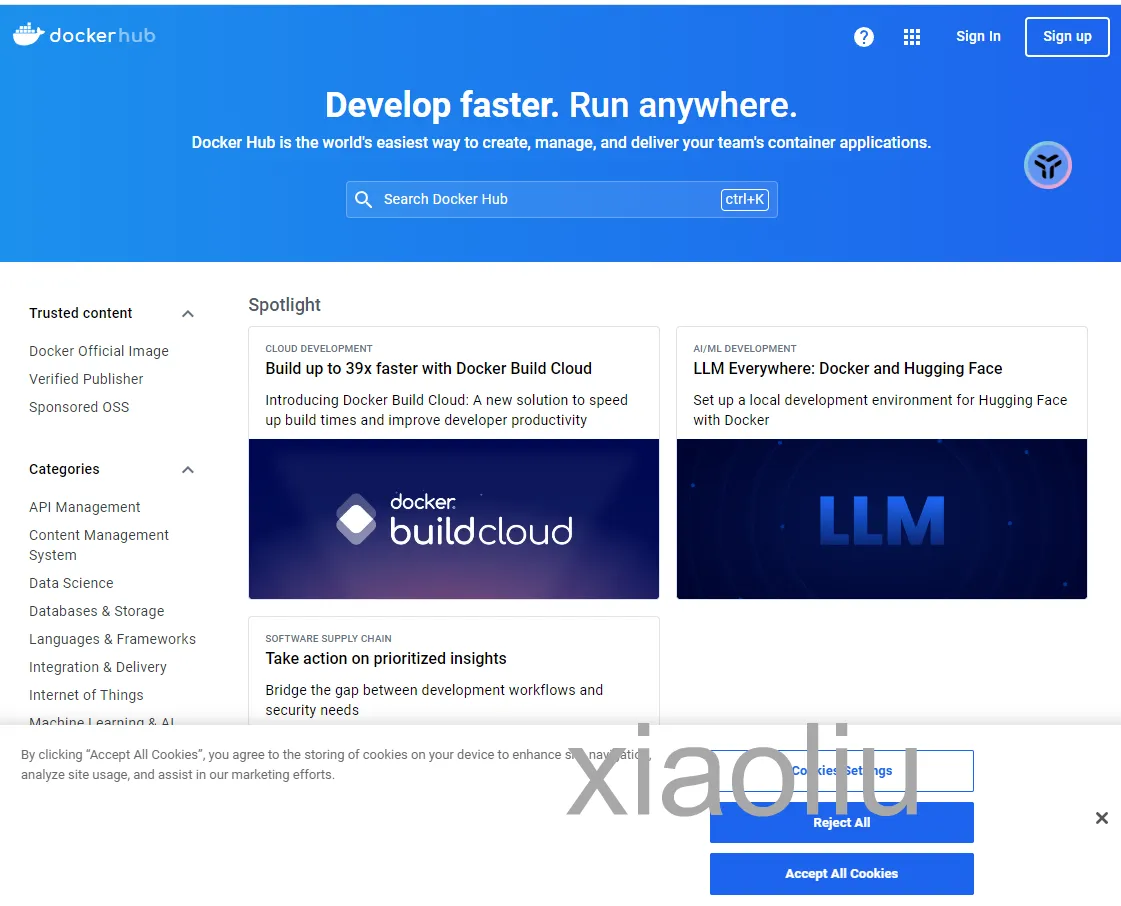 dockerhub
Sign In
Sign up
Develop faster. Run anywhere.
Docker Hub is the world's easiest way to create, manage, and deliver your team's container applications.
Search Docker Hub
ctrl+K
Trusted content
Docker Official Image
Verified Publisher
Sponsored OSS
Categories
API Management
Content Management
System
Data Science
Databases & Storage
Languages & Frameworks
Integration & Delivery
Internet of Things
Machine Learning & AI
Spotlight
CLOUD DEVELOPMENT
Build up to 39x faster with Docker Build Cloud
Introducing Docker Build Cloud: A new solution to speed
up build times and improve developer productivity
docker
buildcloud
AI/ML DEVELOPMENT
LLM Everywhere: Docker and Hugging Face
Set up a local development environment for Hugging Face
with Docker
LLM
SOFTWARE SUPPLY CHAIN
Take action on prioritized insights
Bridge the gap between development workflows and
security needs
By clicking “Accept All Cookies”, you agree to the storing of cookies on your device to enhance site navigation,
analyze site usage, and assist in our marketing efforts.
Cookies Settings
Reject All
Accept All Cookies
xiaoliu